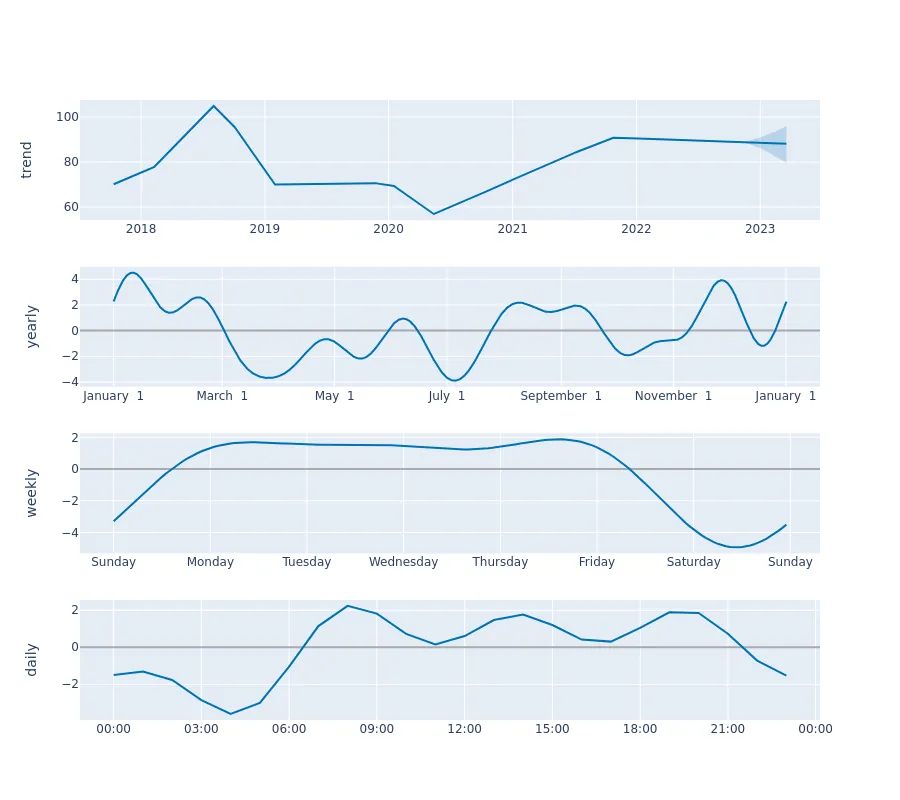 trend
100
80
60
2018 2019 2020 2021 2022 2023
yearly
4
2
0
−2
−4
January 1 March 1 May 1 July 1 September 1 November 1 January 1
weekly
2
0
−2
−4
Sunday Monday Tuesday Wednesday Thursday Friday Saturday Sunday
daily
2
0
−2
00:00 03:00 06:00 09:00 12:00 15:00 18:00 21:00 00:00